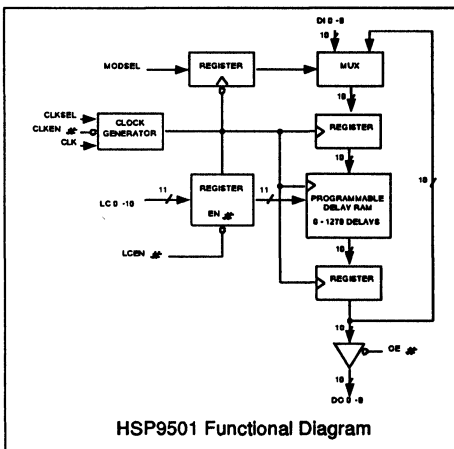 DI 0 - 9
10
MODSEL
REGISTER
MUX
10
CLKSEL
CLKEN #
CLK
CLOCK
GENERATOR
REGISTER
10
10
LC 0 -10
11
REGISTER
EN #
11
PROGRAMMABLE
DELAY RAM
0 - 1279 DELAYS
LCEN #
10
REGISTER
10
OE #
10
DO 0 - 9
HSP9501 Functional Diagram